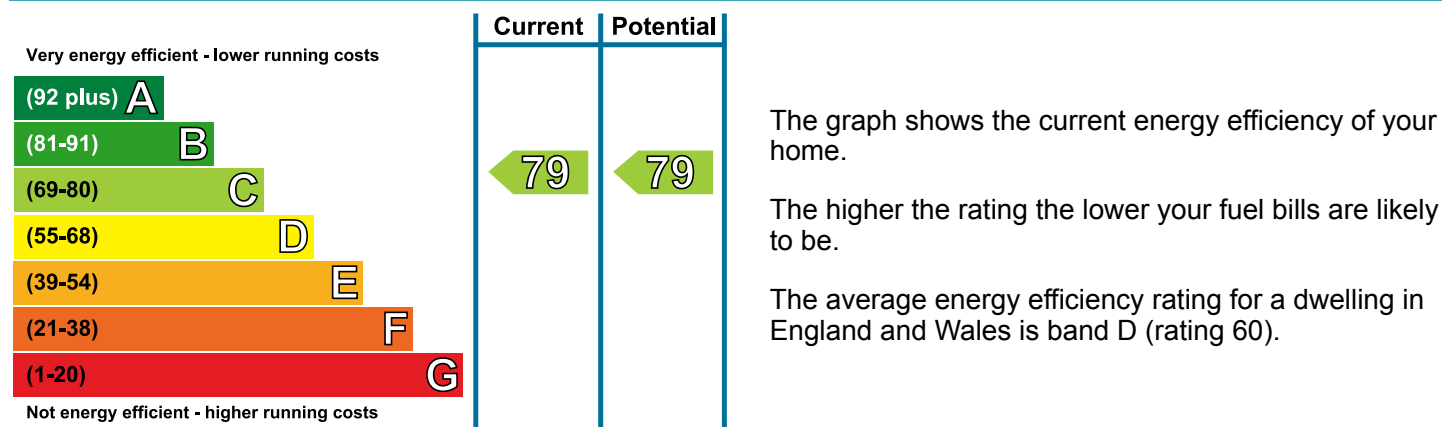 Current Potential
Very energy efficient - lower running costs
(92 plus) A
(81-91) B
(69-80) C
79 79
(55-68) D
(39-54) E
(21-38) F
(1-20) G
Not energy efficient - higher running costs
The graph shows the current energy efficiency of your
home.
The higher the rating the lower your fuel bills are likely
to be.
The average energy efficiency rating for a dwelling in
England and Wales is band D (rating 60).